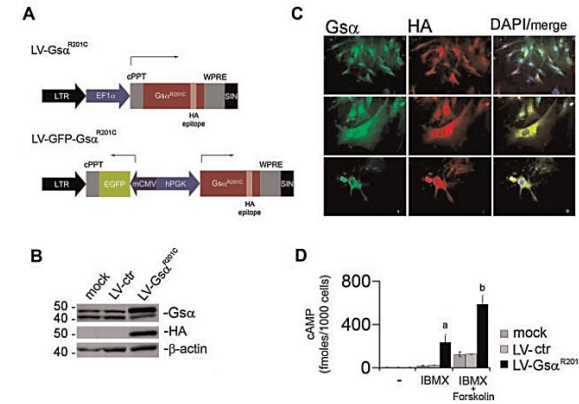 A
LV-GsαR201C
cPPT
WPRE
LTR
EF1α
GsαR201C
SIN
HA
epitope
LV-GFP-GsαR201C
cPPT
WPRE
LTR
EGFP
mCMV
hPGK
GsαR201C
SIN
HA
epitope
B
mock
LV-ctr
LV-GsαR201C
50 -
40 -
-Gsα
50 -
-HA
40 -
-β-actin
C
Gsα
HA
DAPI/merge
D
cAMP
(fmoles/1000 cells)
800
400
0
a
b
-
IBMX
IBMX
+
Forskolin
mock
LV-ctr
LV-GsαR201